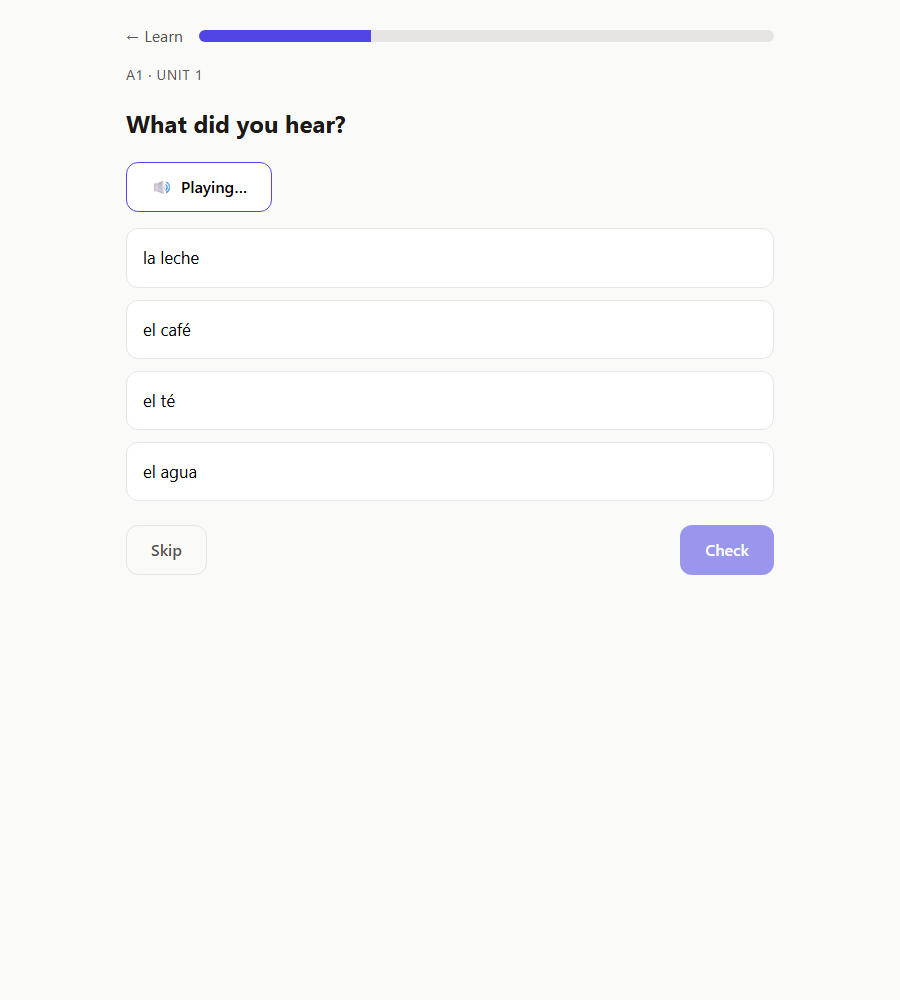 ← Learn
A1 · UNIT 1
What did you hear?
Playing...
la leche
el café
el té
el agua
Skip
Check